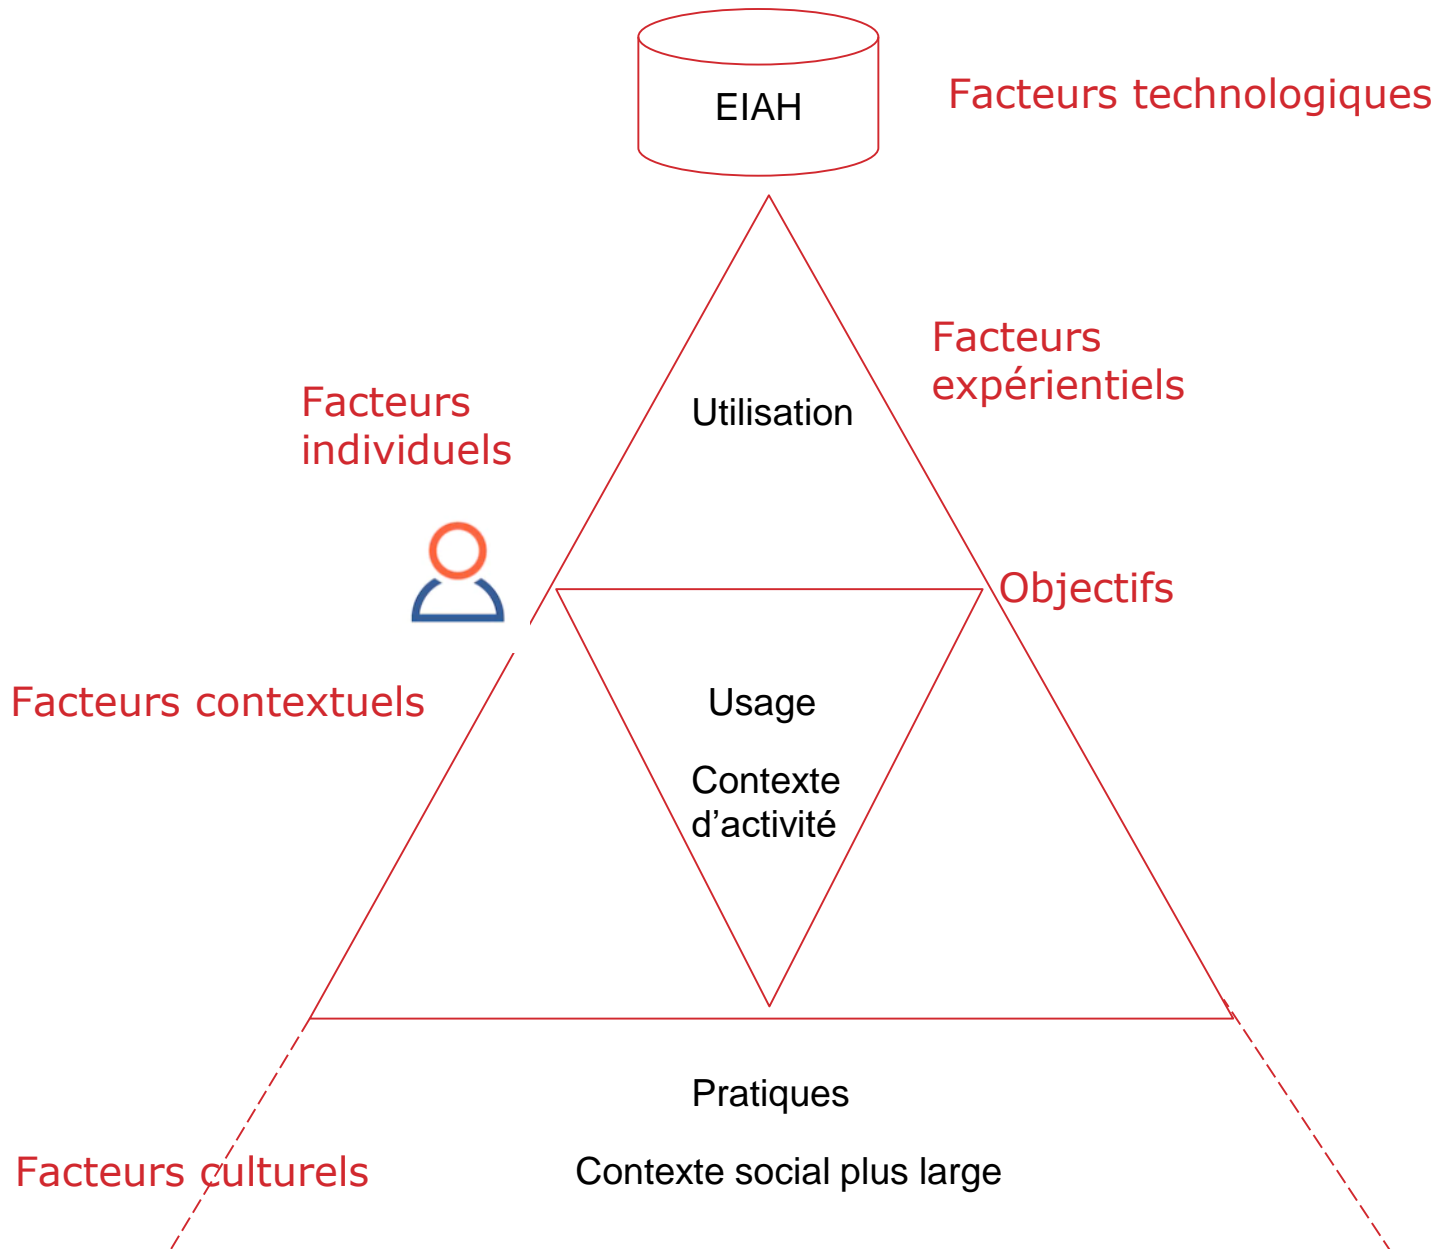 EIAH
Facteurs technologiques
Facteurs
expérientiels
Facteurs
individuels
Utilisation
Objectifs
Facteurs contextuels
Usage
Contexte
d’activité
Pratiques
Facteurs culturels
Contexte social plus large